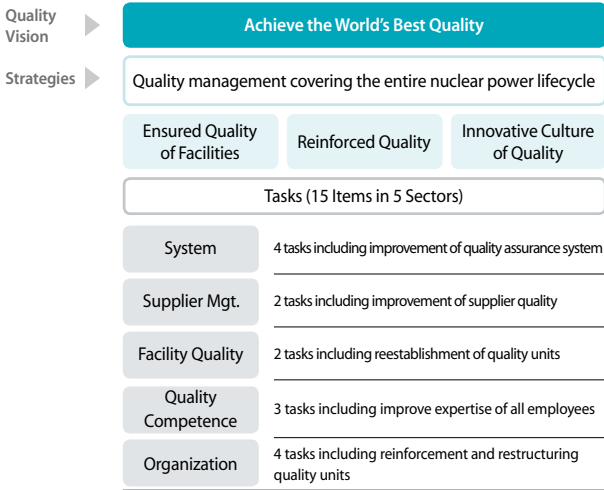 Quality
Vision
Achieve the World's Best Quality
Strategies
Quality management covering the entire nuclear power lifecycle
Ensured Quality
of Facilities
Reinforced Quality
Innovative Culture
of Quality
Tasks (15 Items in 5 Sectors)
System
4 tasks including improvement of quality assurance system
Supplier Mgt.
2 tasks including improvement of supplier quality
Facility Quality
2 tasks including reestablishment of quality units
Quality
Competence
3 tasks including improve expertise of all employees
Organization
4 tasks including reinforcement and restructuring
quality units